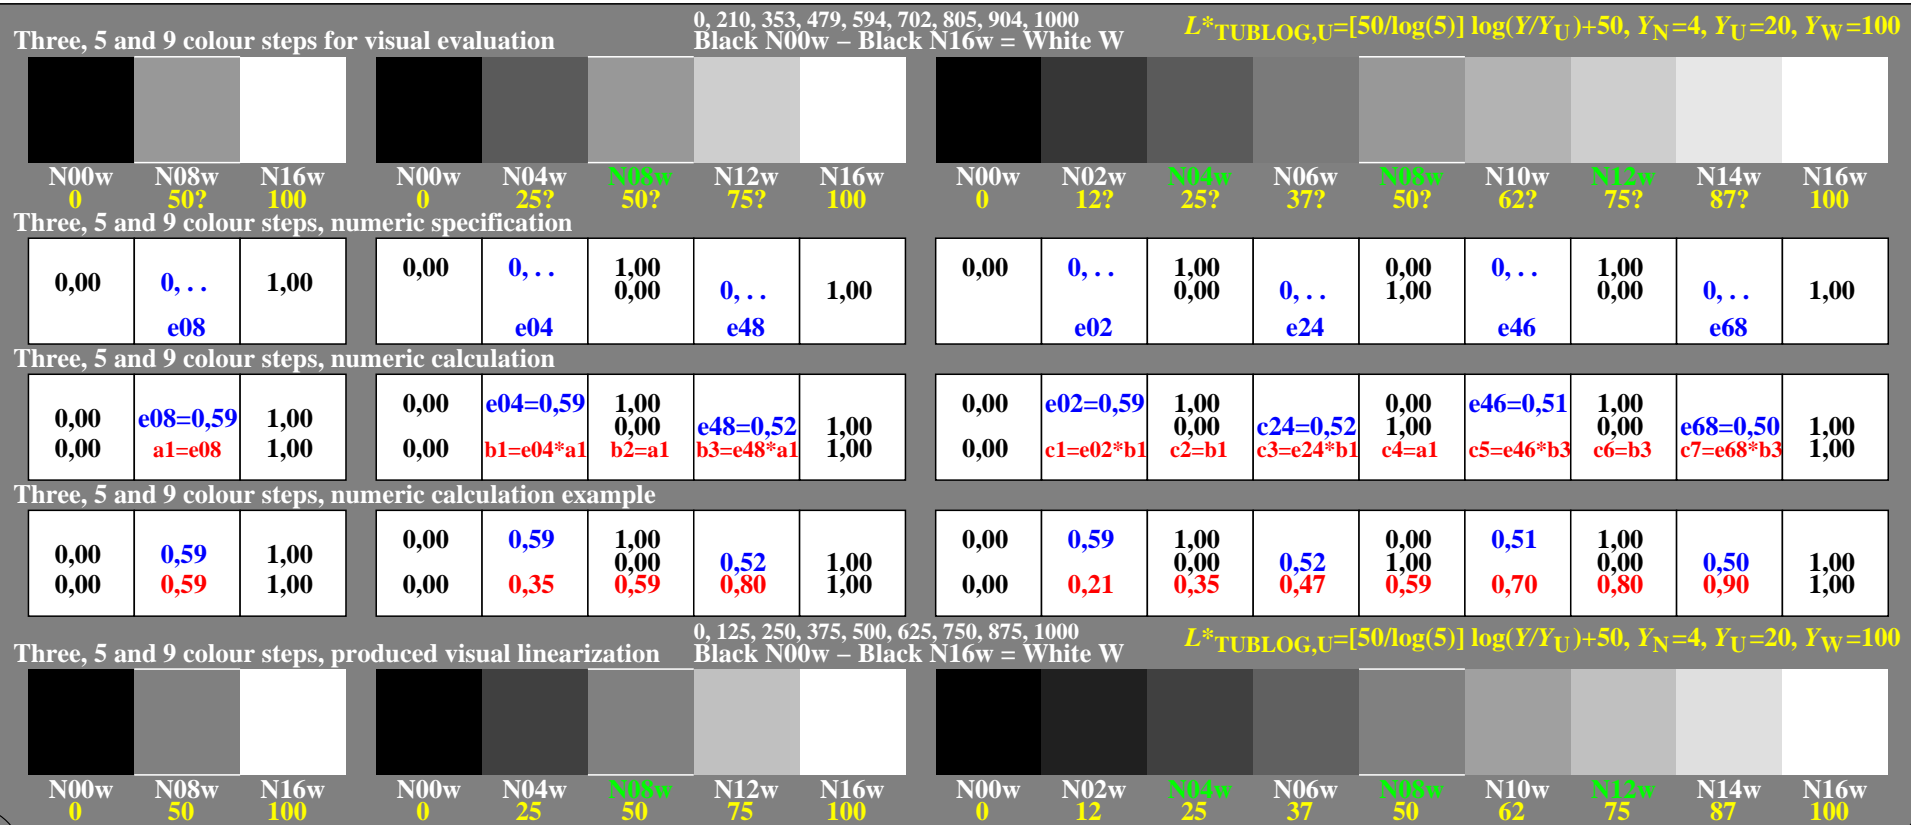 0, 210, 353, 479, 594, 702, 805, 904, 1000
Three, 5 and 9 colour steps for visual evaluation Black N00w – Black N16w = White W L*TUBLOG,U=[50/log(5)] log(Y/YU)+50, YN=4, YU=20, YW=100
N00w N08w N16w N00w N04w N08w N12w N16w N00w N02w N04w N06w N08w N10w N12w N14w N16w
0 50? 100 0 25? 50? 75? 100 0 12? 25? 37? 50? 62? 75? 87? 100
Three, 5 and 9 colour steps, numeric specification
0,00 0, . . 1,00 0,00 0, . . 1,00 0,00 0, . . 1,00 0,00 0, . . 1,00
0,00 0, . . 1,00 0,00 0, . . 1,00 0,00 0, . . 1,00
e08 e04 e48 e02 e24 e46 e68
Three, 5 and 9 colour steps, numeric calculation
0,00 e04=0,59 1,00 0,00 e02=0,59 1,00 0,00 e46=0,51 1,00
0,00 e08=0,59 1,00 0,00 e48=0,52 1,00 0,00 c24=0,52 1,00 0,00 e68=0,50 1,00
0,00 a1=e08 1,00 0,00 b1=e04*a1 b2=a1 b3=e48*a1 1,00 0,00 c1=e02*b1 c2=b1 c3=e24*b1 c4=a1 c5=e46*b3 c6=b3 c7=e68*b3 1,00
Three, 5 and 9 colour steps, numeric calculation example
0,00 0,59 1,00 0,00 0,59 1,00 0,00 0,51 1,00
0,00 0,59 1,00 0,00 0,52 1,00 0,00 0,52 1,00 0,00 0,50 1,00
0,00 0,59 1,00 0,00 0,35 0,59 0,80 1,00 0,00 0,21 0,35 0,47 0,59 0,70 0,80 0,90 1,00
0, 125, 250, 375, 500, 625, 750, 875, 1000
Three, 5 and 9 colour steps, produced visual linearization Black N00w – Black N16w = White W L*TUBLOG,U=[50/log(5)] log(Y/YU)+50, YN=4, YU=20, YW=100
N00w N08w N16w N00w N04w N08w N12w N16w N00w N02w N04w N06w N08w N10w N12w N14w N16w
0 50 100 0 25 50 75 100 0 12 25 37 50 62 75 87 100